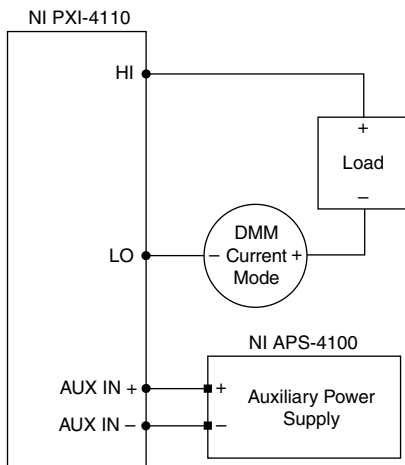 NI PXI-4110
HI
+
Load
–
DMM
– Current +
Mode
LO
NI APS-4100
AUX IN +
+
Auxiliary Power
Supply
AUX IN –
–